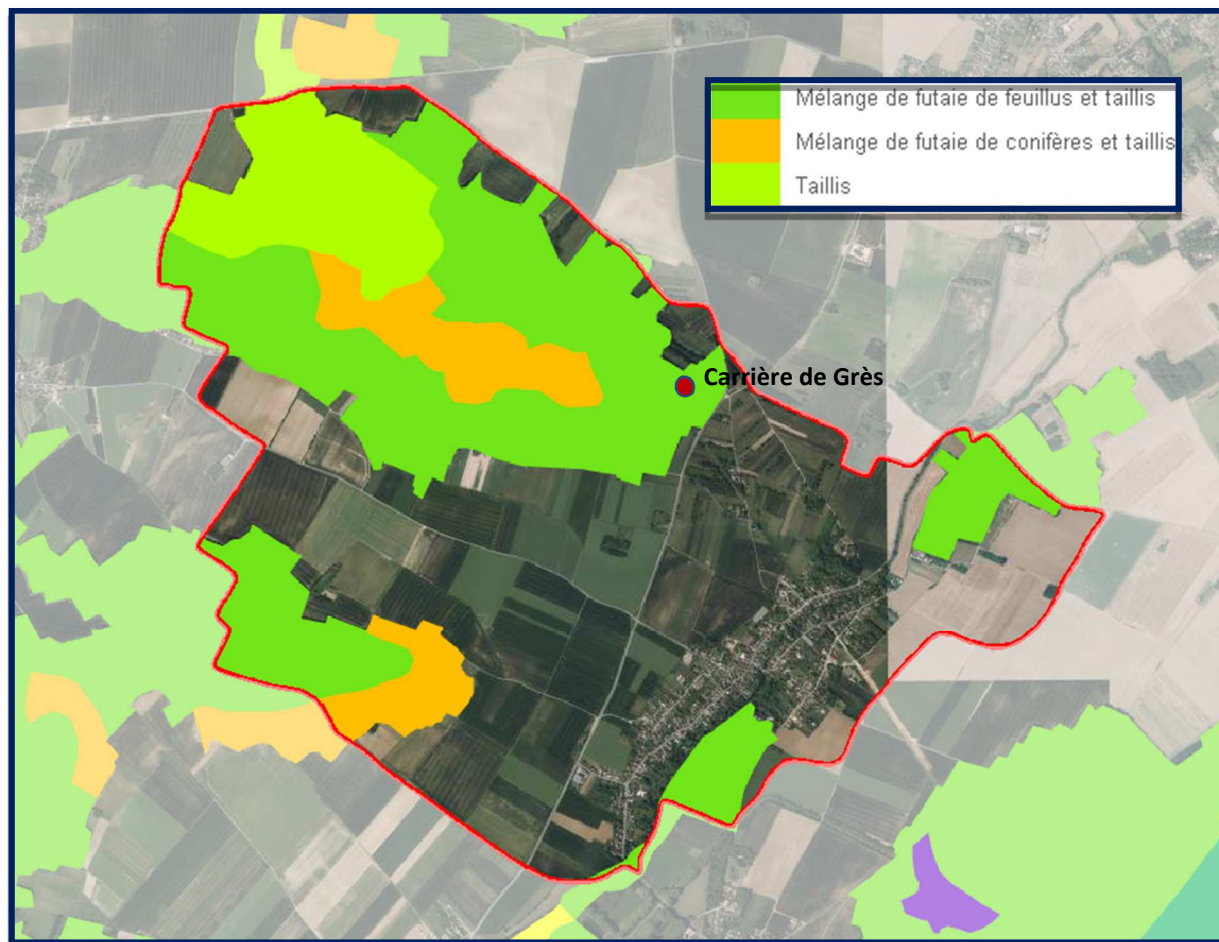 Mélange de futaie de feuillus et taillis
Mélange de futaie de conifères et taillis
Taillis
Carrière de Grès